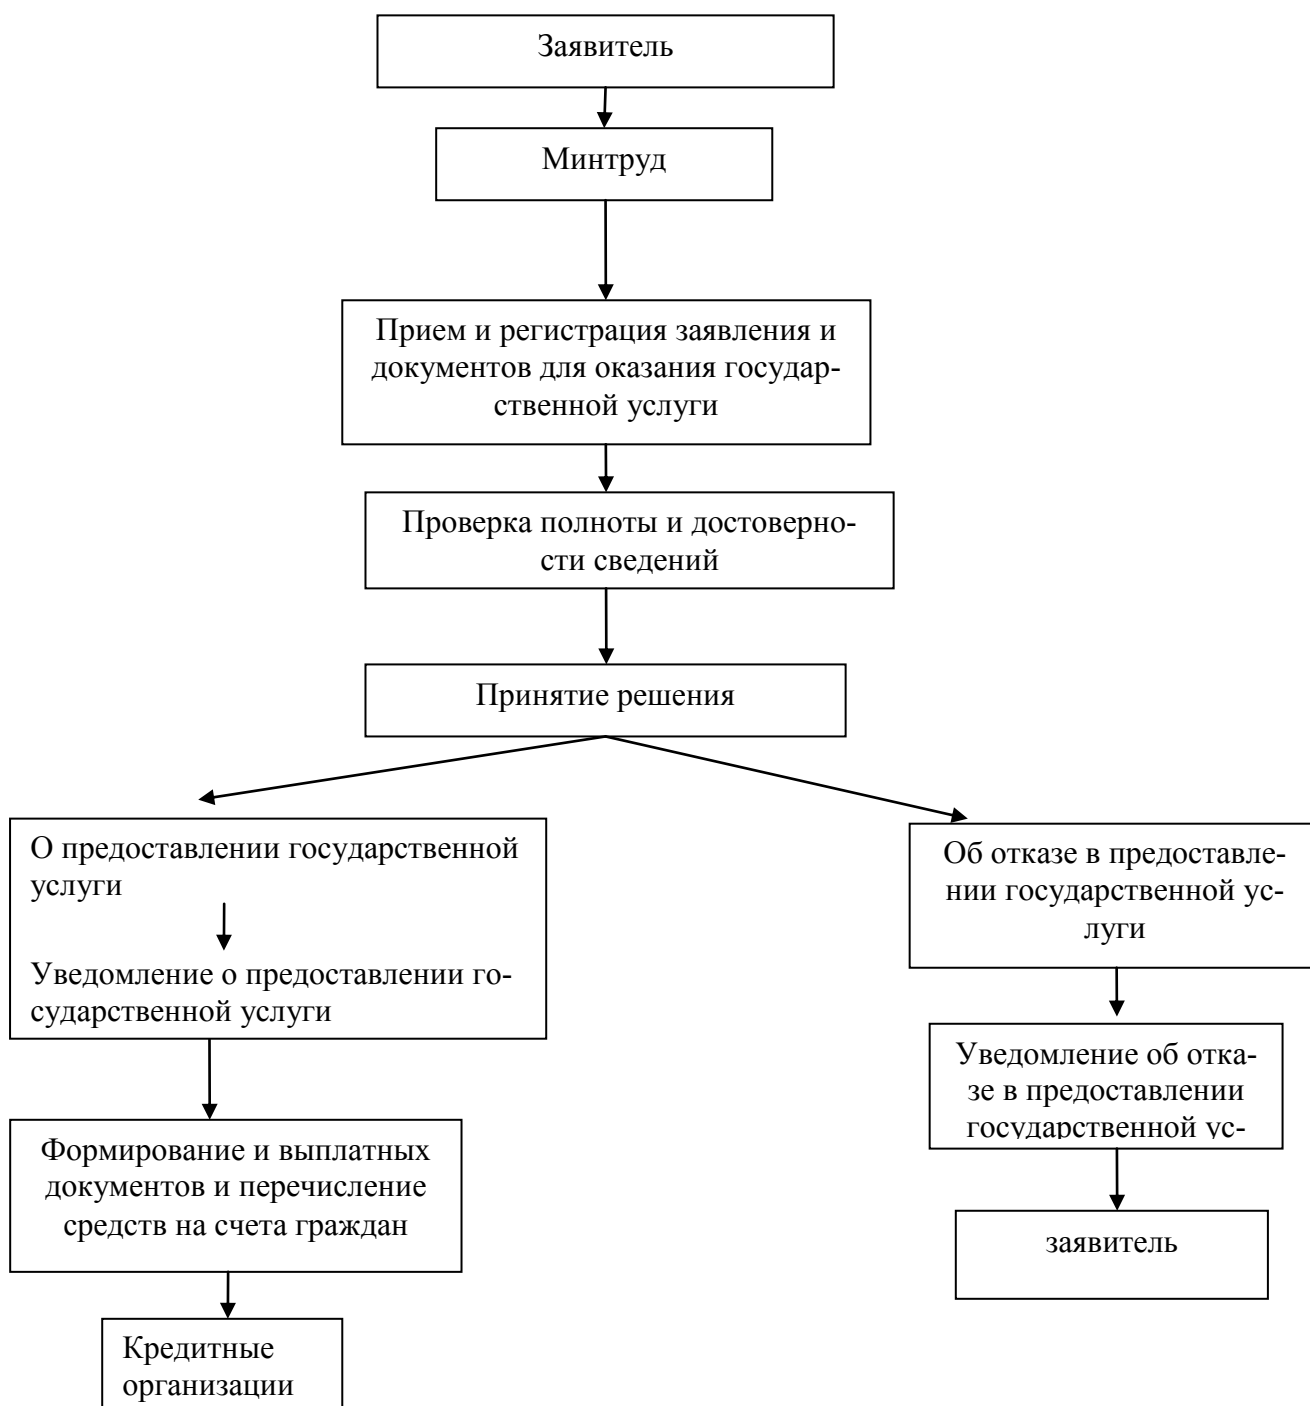 Заявитель
Минтруд
Прием и регистрация заявления и
документов для оказания государ-
ственной услуги
Проверка полноты и достоверно-
сти сведений
Принятие решения
О предоставлении государственной
услуги
Уведомление о предоставлении го-
сударственной услуги
Формирование и выплатных
документов и перечисление
средств на счета граждан
Кредитные
организации
Об отказе в предоставле-
нии государственной ус-
луги
Уведомление об отка-
зе в предоставлении
государственной ус-
заявитель